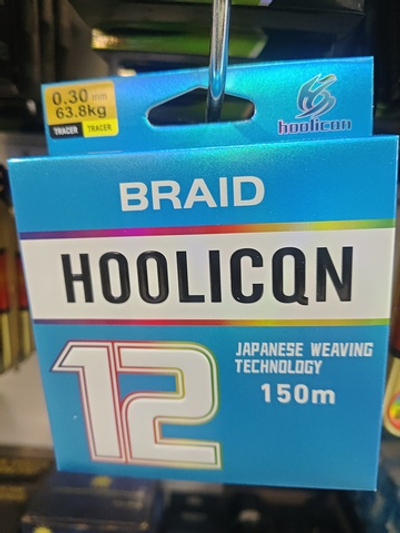 0.30 mm
63.8kg
TRACER TRACER
hoolicqn
BRAID
HOOLICQN
12
JAPANESE WEAVING
TECHNOLOGY
150m